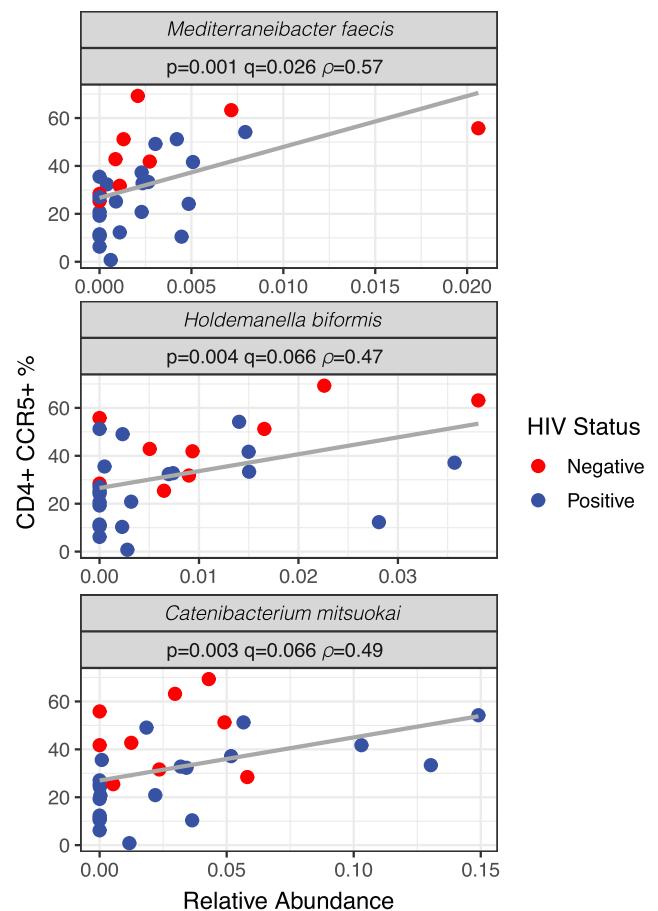 Mediterraneibacter faecis
p=0.001 q=0.026 ρ=0.57
60
40
20
0
0.000 0.005 0.010 0.015 0.020
Holdemanella biformis
p=0.004 q=0.066 ρ=0.47
60
40
20
0
0.00 0.01 0.02 0.03
Catenibacterium mitsuokai
p=0.003 q=0.066 ρ=0.49
60
40
20
0
0.00 0.05 0.10 0.15
Relative Abundance
CD4+ CCR5+ %
HIV Status
Negative
Positive